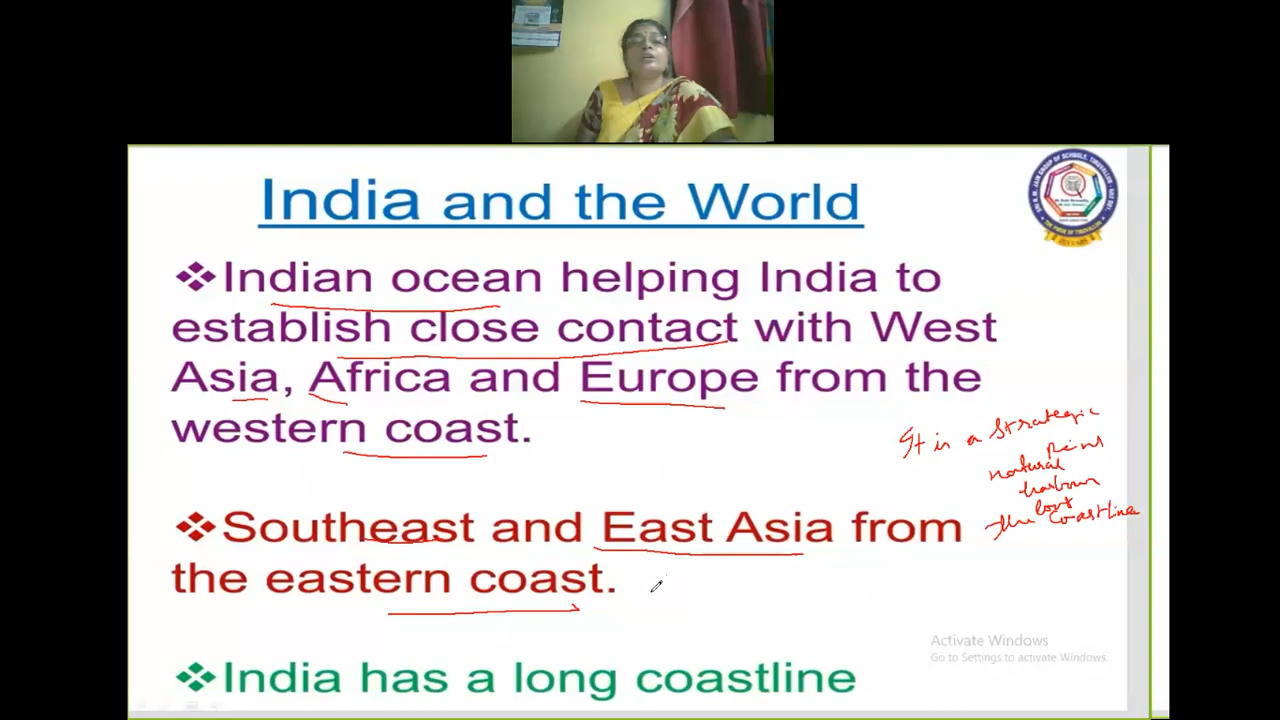 India and the World
❖Indian ocean helping India to
establish close contact with West
Asia, Africa and Europe from the
western coast.
It is a strategic
point
natural
harbour
❖Southeast and East Asia from
the coastline
the eastern coast.
Activate Windows
Go to Settings to activate Windows.
❖India has a long coastline